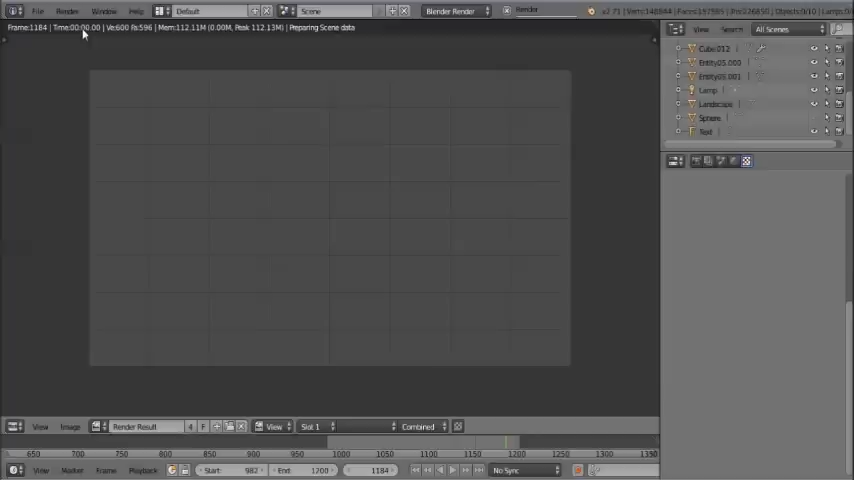 File Render Window Help Default Scene Blender Render Render
Frame:1184 | Time:00:00.00 | Ve:600 Fa:596 | Mem:112.11M (0.00M, Peak 112.13M) | Preparing Scene data
View Search All Scenes
Cube.012
Entity05.000
Entity05.001
Lamp
Landscape
Sphere
Text
View Image Render Result 4 F View Slot 1 Combined
650 700 750 800 850 900 950 1000 1050 1100 1150 1200 1250 1300 1350
View Marker Frame Playback Start: 982 End: 1200 1184 No Sync